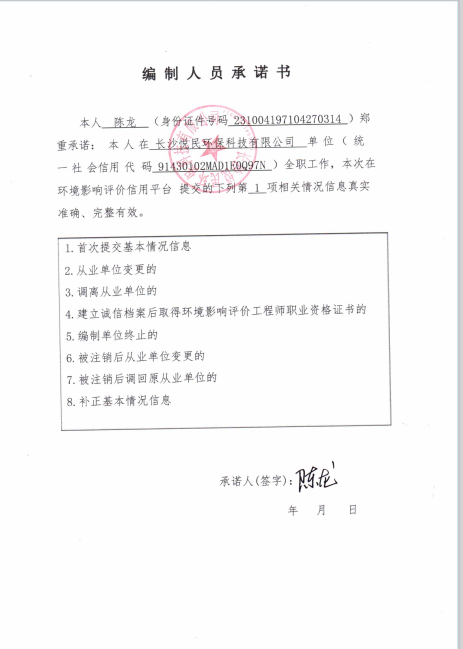 编制人员承诺书
本人 陈龙 (身份证件号码 231004197104270314) 郑
重承诺： 本人在 长沙悦民环保科技有限公司 单位（统
一社会信用代码 91430102MAD1E0Q97N）全职工作，本次在
环境影响评价信用平台 提交的下列第 1 项相关情况信息真实
准确、完整有效。
1.首次提交基本情况信息
2.从业单位变更的
3.调离从业单位的
4.建立诚信档案后取得环境影响评价工程师职业资格证书的
5.编制单位终止的
6.被注销后从业单位变更的
7.被注销后调回原从业单位的
8.补正基本情况信息
承诺人(签字)：陈龙
年 月 日